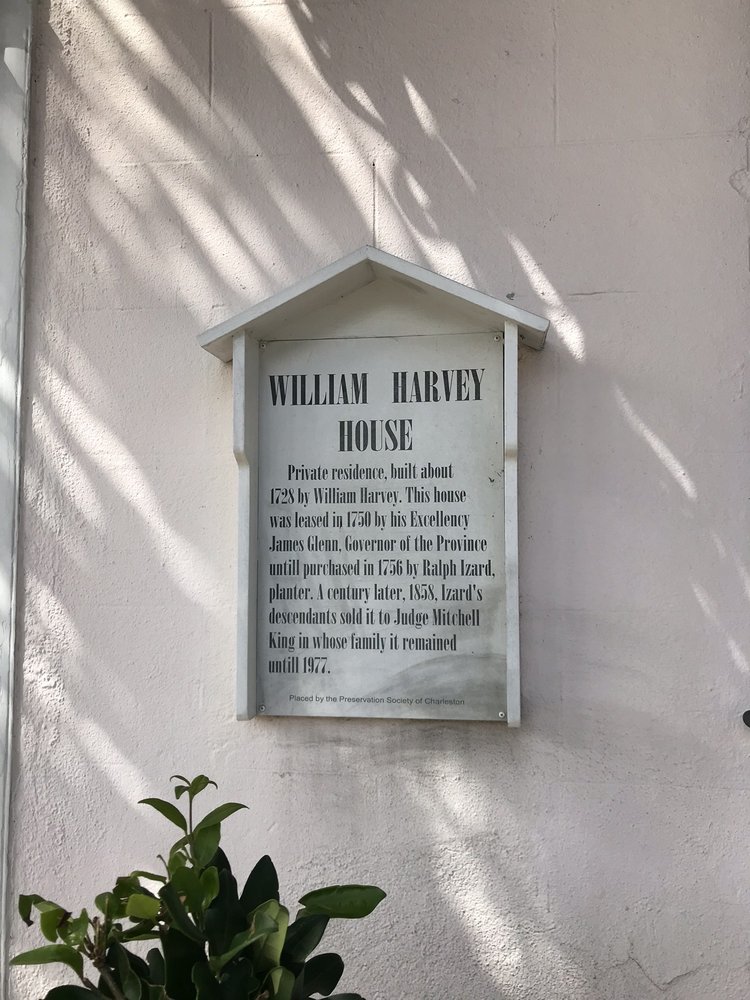 WILLIAM HARVEY
HOUSE
Private residence, built about
1728 by William Harvey. This house
was leased in 1750 by his Excellency
James Glenn, Governor of the Province
untill purchased in 1756 by Ralph Izard,
planter. A century later, 1858, Izard's
descendants sold it to Judge Mitchell
King in whose family it remained
untill 1977.
Placed by the Preservation Society of Charleston